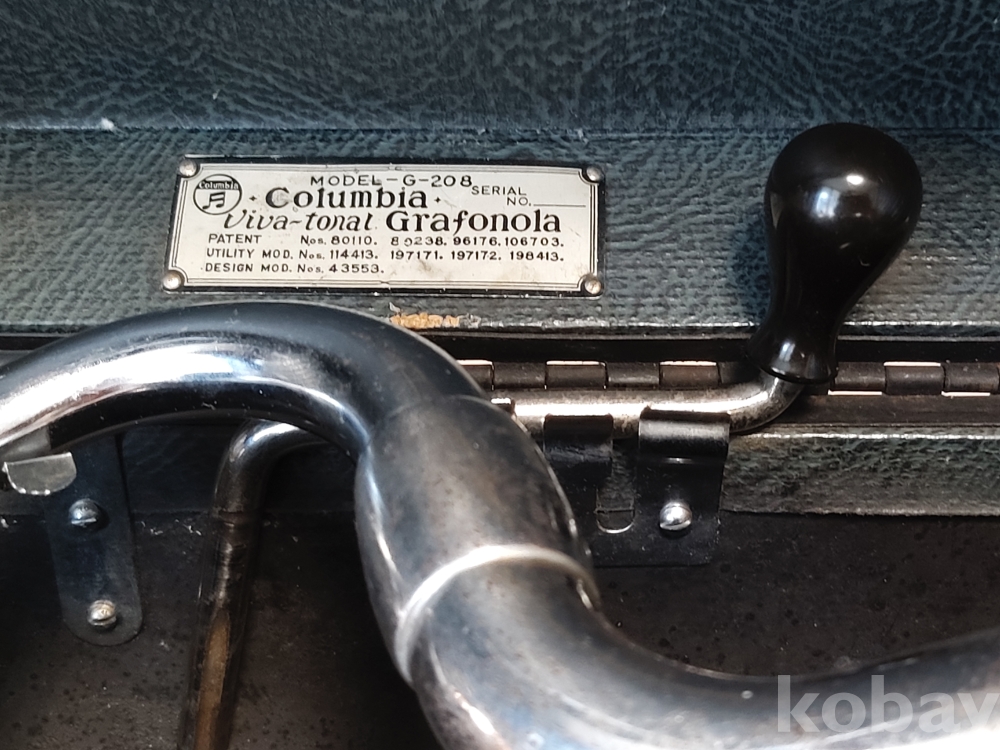 Columbia
MODEL-G-208
Columbia
SERIAL NO.
Viva-tonal Grafonola
PATENT Nos. 80110. 89238. 96176, 106703.
UTILITY MOD. Nos. 114413. 197171. 197172. 198413.
DESIGN MOD. Nos. 43553.
kobay